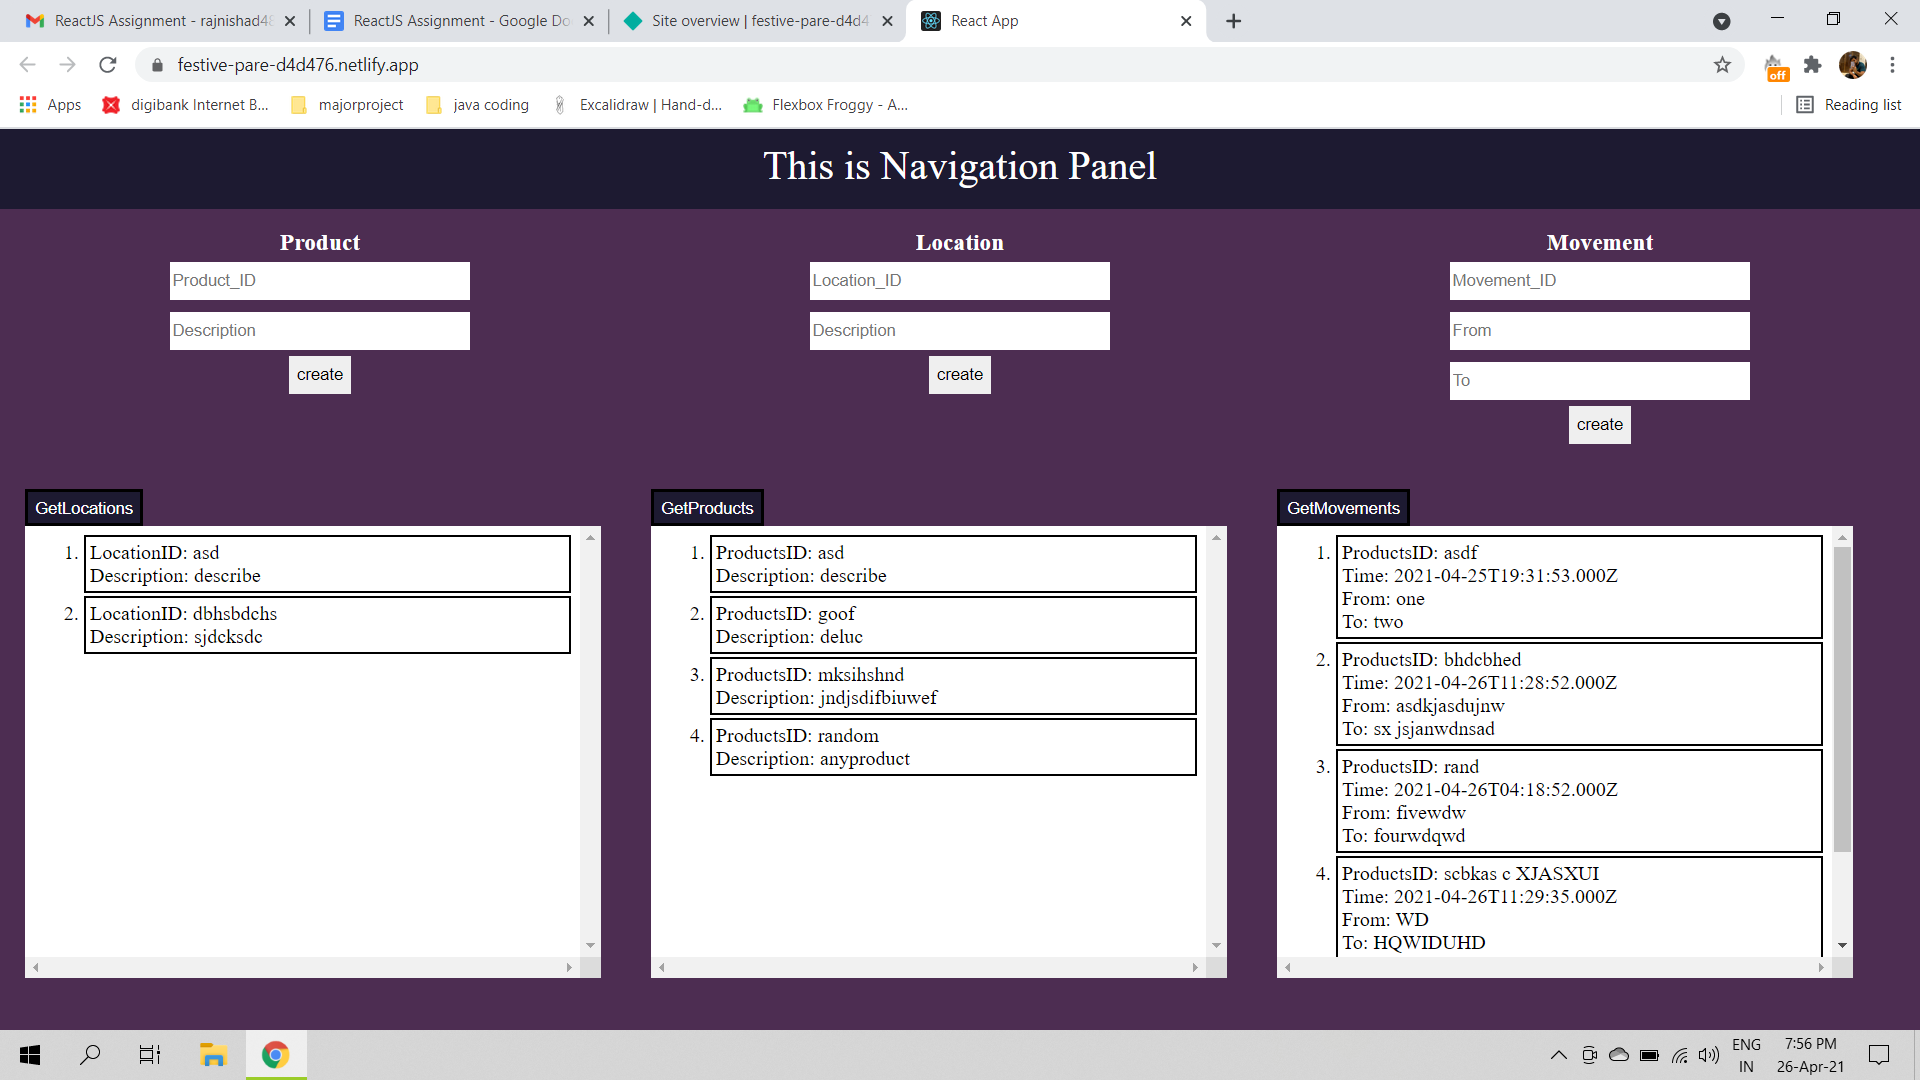 ReactJS Assignment - rajnishad48
ReactJS Assignment - Google Do
Site overview | festive-pare-d4d4
React App
festive-pare-d4d476.netlify.app
off
Apps
digibank Internet B...
majorproject
java coding
Excalidraw | Hand-d...
Flexbox Froggy - A...
Reading list
This is Navigation Panel
Product
Product_ID
Description
create
Location
Location_ID
Description
create
Movement
Movement_ID
From
To
create
GetLocations
1. LocationID: asd
Description: describe
2. LocationID: dbhsbdchs
Description: sjdcksdc
GetProducts
1. ProductsID: asd
Description: describe
2. ProductsID: goof
Description: deluc
3. ProductsID: mksihshnd
Description: jndjsdifbiuwef
4. ProductsID: random
Description: anyproduct
GetMovements
1. ProductsID: asdf
Time: 2021-04-25T19:31:53.000Z
From: one
To: two
2. ProductsID: bhdcbhed
Time: 2021-04-26T11:28:52.000Z
From: asdkjasdujnw
To: sx jsjanwdnsad
3. ProductsID: rand
Time: 2021-04-26T04:18:52.000Z
From: fivewdw
To: fourwdqwd
4. ProductsID: scbkas c XJASXUI
Time: 2021-04-26T11:29:35.000Z
From: WD
To: HQWIDUHD
ENG
IN
7:56 PM
26-Apr-21